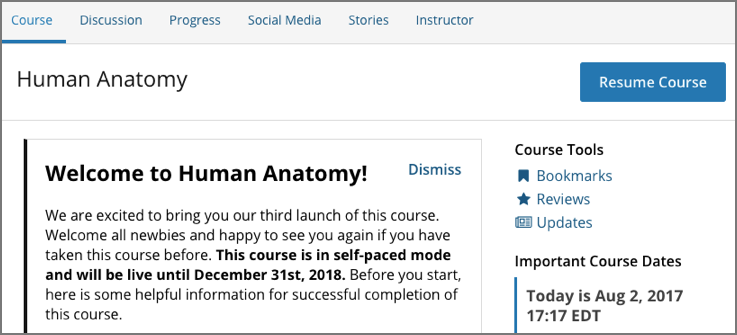 Course Discussion Progress Social Media Stories Instructor
Human Anatomy
Resume Course
Welcome to Human Anatomy!
Dismiss
We are excited to bring you our third launch of this course.
Welcome all newbies and happy to see you again if you have
taken this course before. This course is in self-paced mode
and will be live until December 31st, 2018. Before you start,
here is some helpful information for successful completion of
this course.
Course Tools
Bookmarks
Reviews
Updates
Important Course Dates
Today is Aug 2, 2017
17:17 EDT